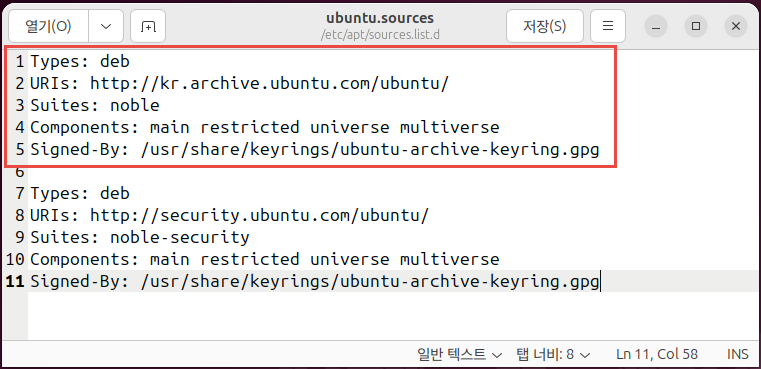 열기(O)
ubuntu.sources
/etc/apt/sources.list.d
저장(S)
1 Types: deb
2 URIs: http://kr.archive.ubuntu.com/ubuntu/
3 Suites: noble
4 Components: main restricted universe multiverse
5 Signed-By: /usr/share/keyrings/ubuntu-archive-keyring.gpg
6
7 Types: deb
8 URIs: http://security.ubuntu.com/ubuntu/
9 Suites: noble-security
10 Components: main restricted universe multiverse
11 Signed-By: /usr/share/keyrings/ubuntu-archive-keyring.gpg
일반 텍스트 탭 너비: 8 Ln 11, Col 58 INS